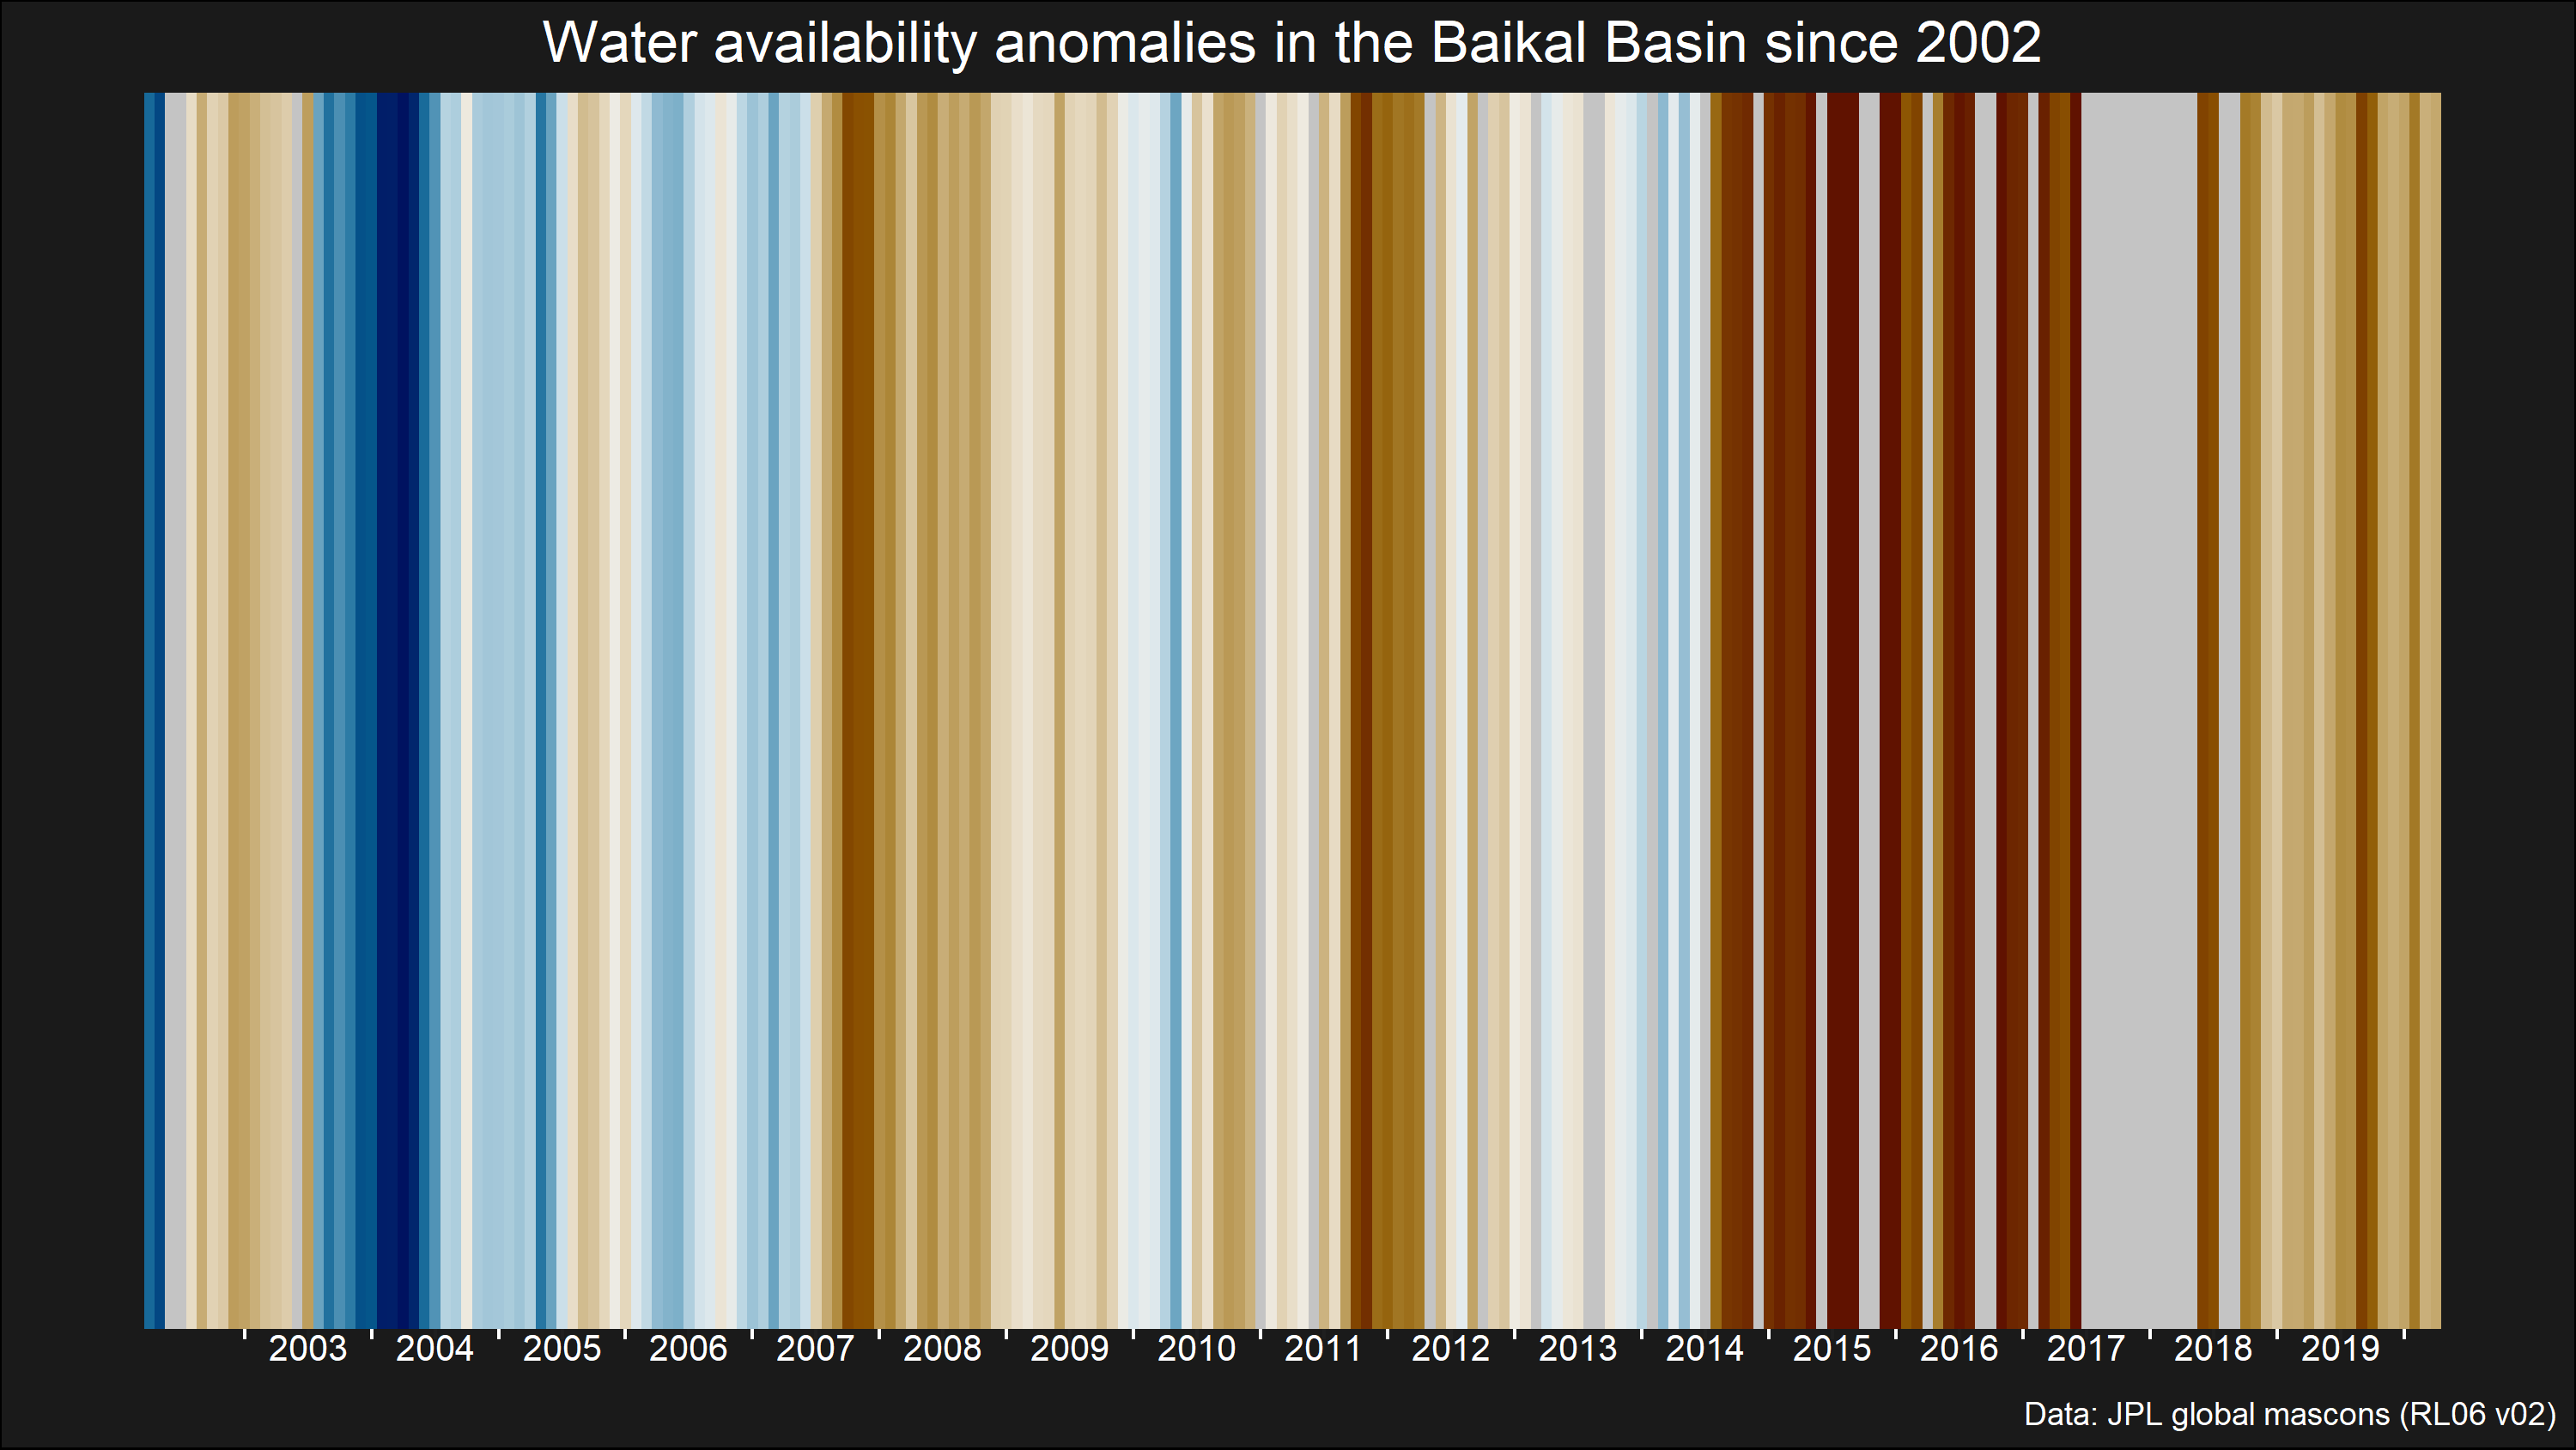 Water availability anomalies in the Baikal Basin since 2002
2003 2004 2005 2006 2007 2008 2009 2010 2011 2012 2013 2014 2015 2016 2017 2018 2019
Data: JPL global mascons (RL06 v02)